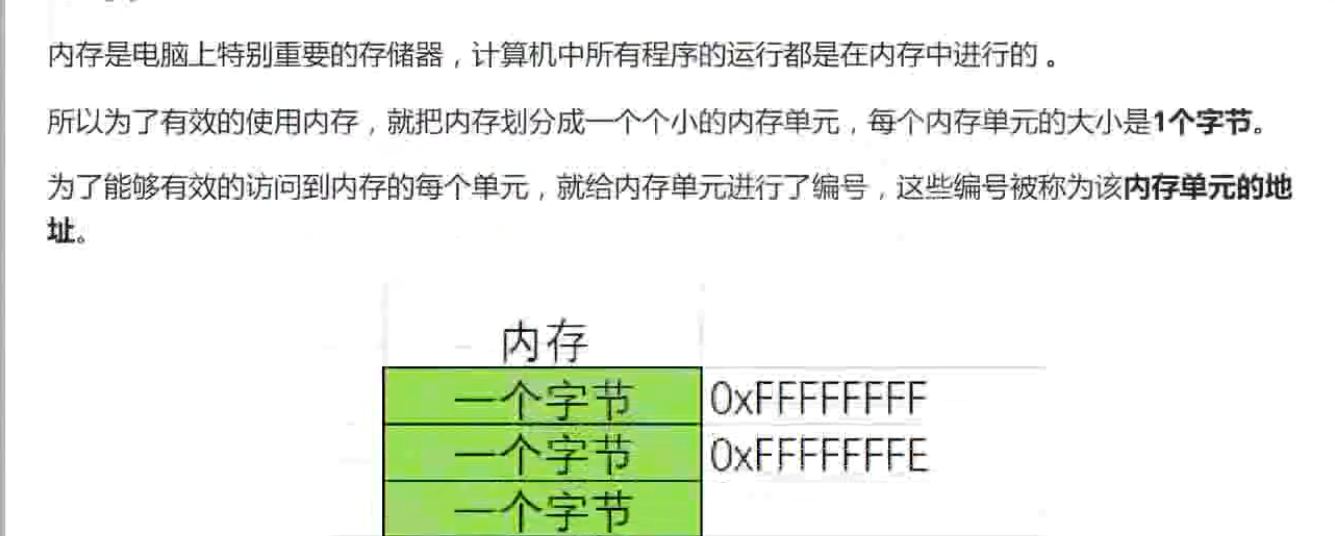 内存是电脑上特别重要的存储器，计算机中所有程序的运行都是在内存中进行的 。
所以为了有效的使用内存，就把内存划分成一个个小的内存单元，每个内存单元的大小是1个字节。
为了能够有效的访问到内存的每个单元，就给内存单元进行了编号，这些编号被称为该内存单元的地
址。
内存
一个字节 0xFFFFFFFF
一个字节 0xFFFFFFFE
一个字节